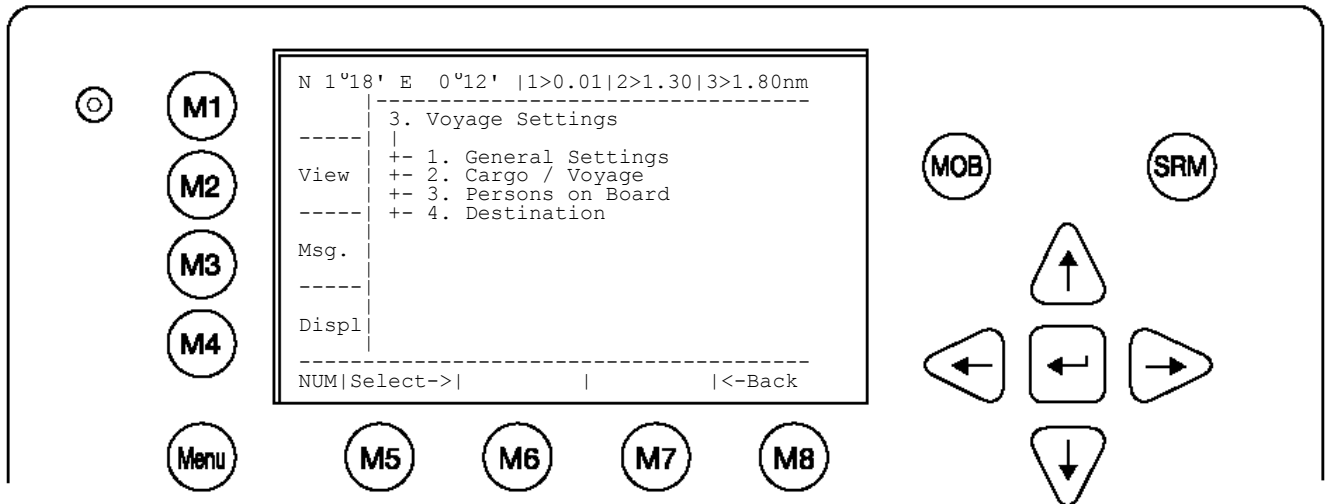 N 1°18' E 0°12' |1>0.01|2>1.30|3>1.80nm
3. Voyage Settings
+- 1. General Settings
View | +- 2. Cargo / Voyage
+- 3. Persons on Board
+- 4. Destination
Msg.
Displ|
NUM|Select->| | |<-Back
M1
M2
M3
M4
Menu
M5
M6
M7
M8
MOB
SRM